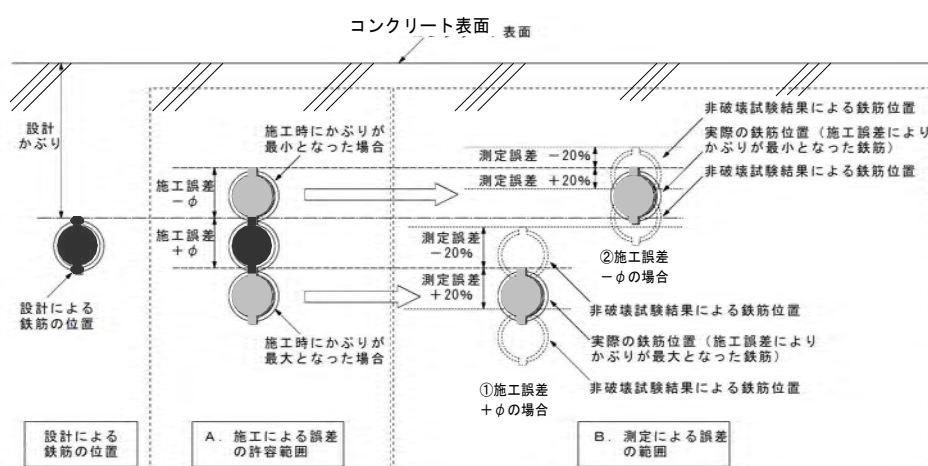 コンクリート表面
表面
設計
かぶり
施工時にかぶりが
最小となった場合
施工誤差
−φ
施工誤差
+φ
設計による
鉄筋の位置
施工時にかぶりが
最大となった場合
測定誤差 −20%
測定誤差 +20%
非破壊試験結果による鉄筋位置
実際の鉄筋位置(施工誤差により
かぶりが最小となった鉄筋)
非破壊試験結果による鉄筋位置
②施工誤差
−φの場合
測定誤差
−20%
測定誤差
+20%
非破壊試験結果による鉄筋位置
実際の鉄筋位置(施工誤差により
かぶりが最大となった鉄筋)
非破壊試験結果による鉄筋位置
①施工誤差
+φの場合
設計による
鉄筋の位置
A. 施工による誤差
の許容範囲
B. 測定による誤差
の範囲